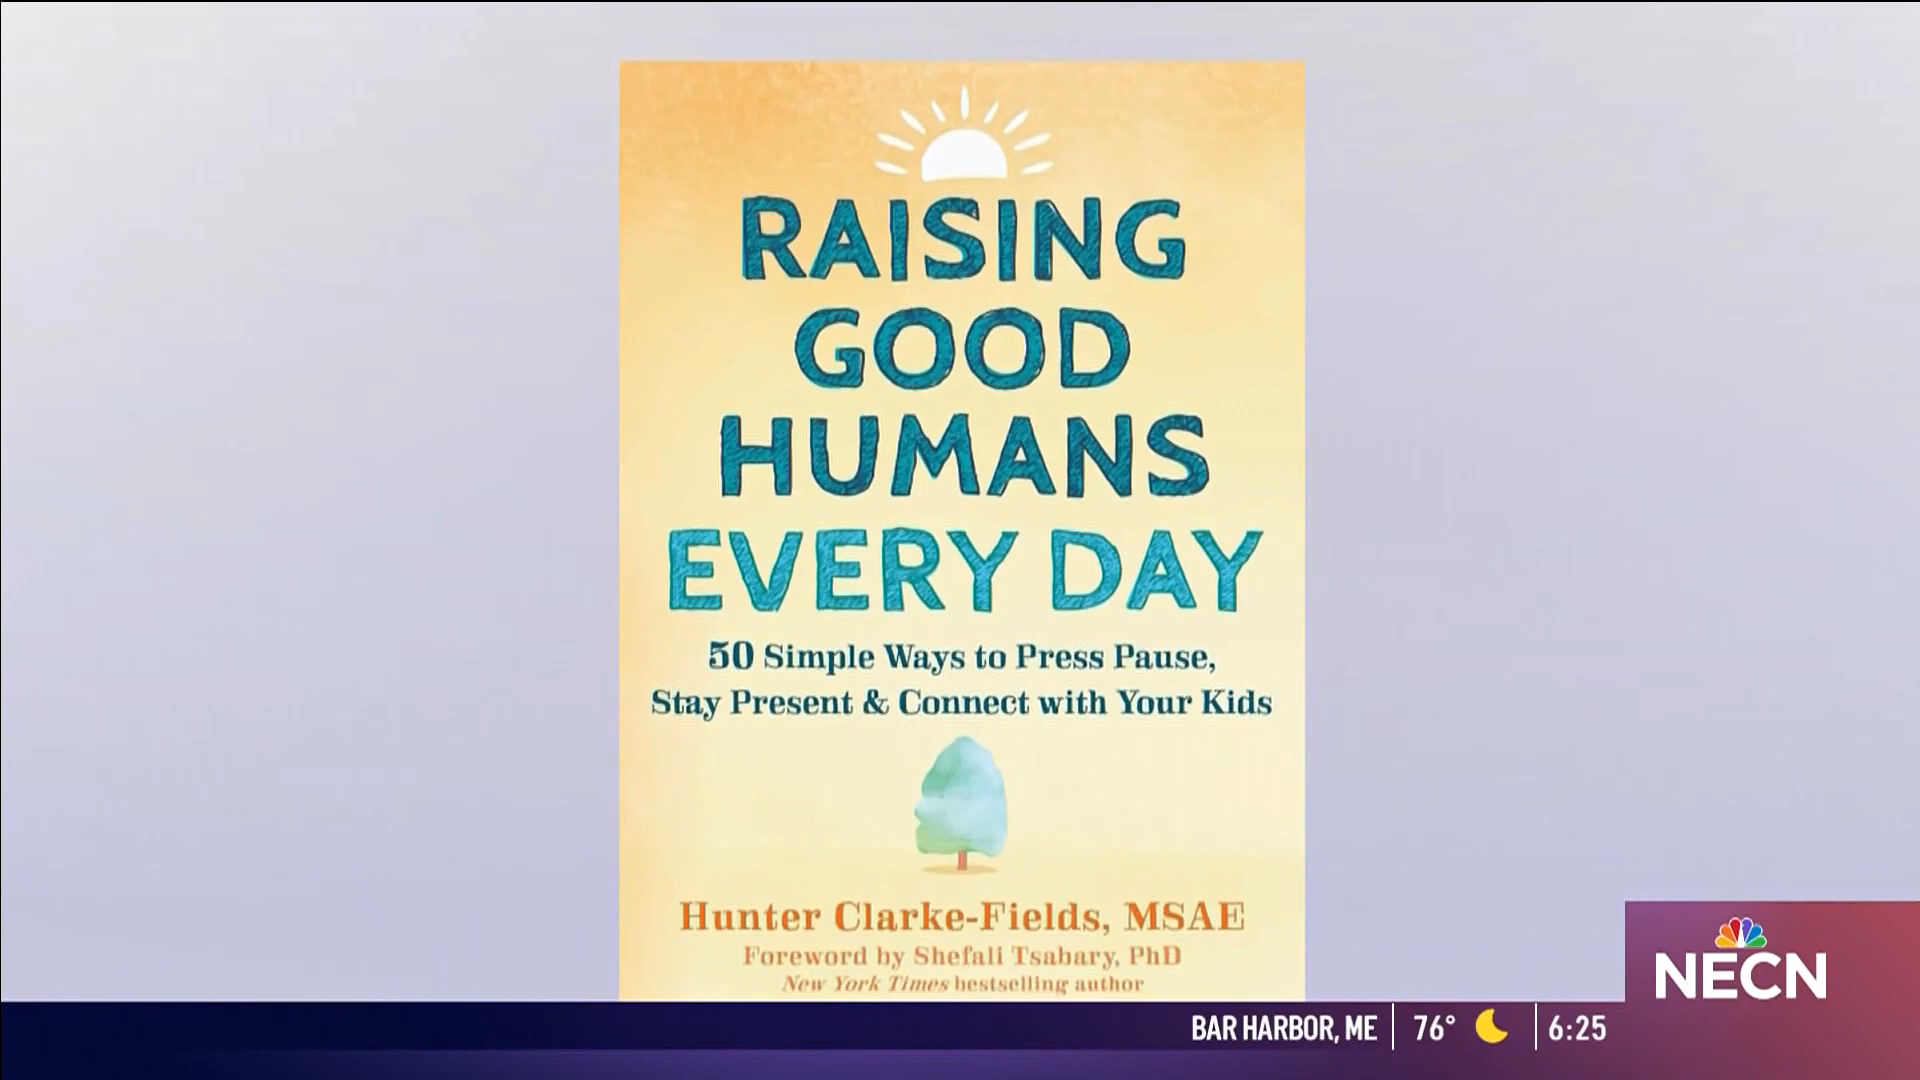 RAISING
GOOD
HUMANS
EVERY DAY
50 Simple Ways to Press Pause,
Stay Present & Connect with Your Kids
Hunter Clarke-Fields, MSAE
Foreword by Shefali Tsabary, PhD
New York Times bestselling author
NECN
BAR HARBOR, ME 76° 6:25